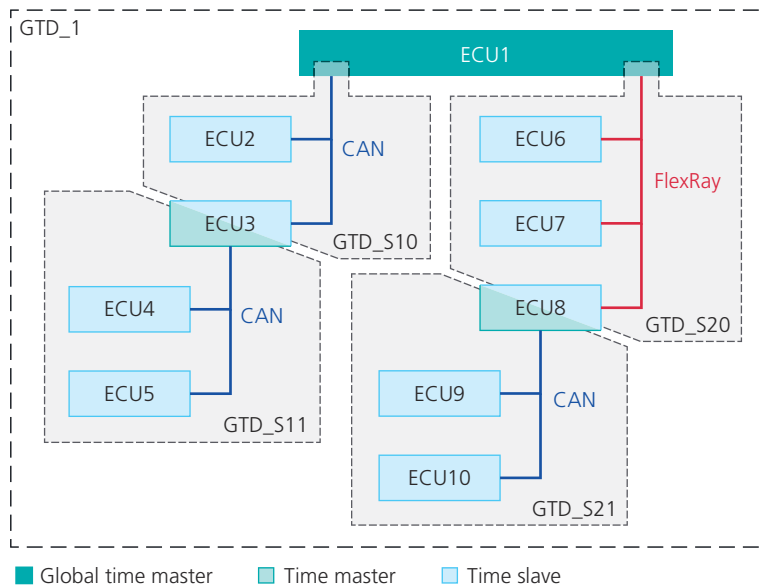 GTD_1
ECU1
ECU2
CAN
ECU6
FlexRay
ECU3
GTD_S10
ECU7
ECU4
CAN
ECU8
GTD_S20
ECU5
GTD_S11
ECU9
CAN
ECU10
GTD_S21
Global time master
Time master
Time slave